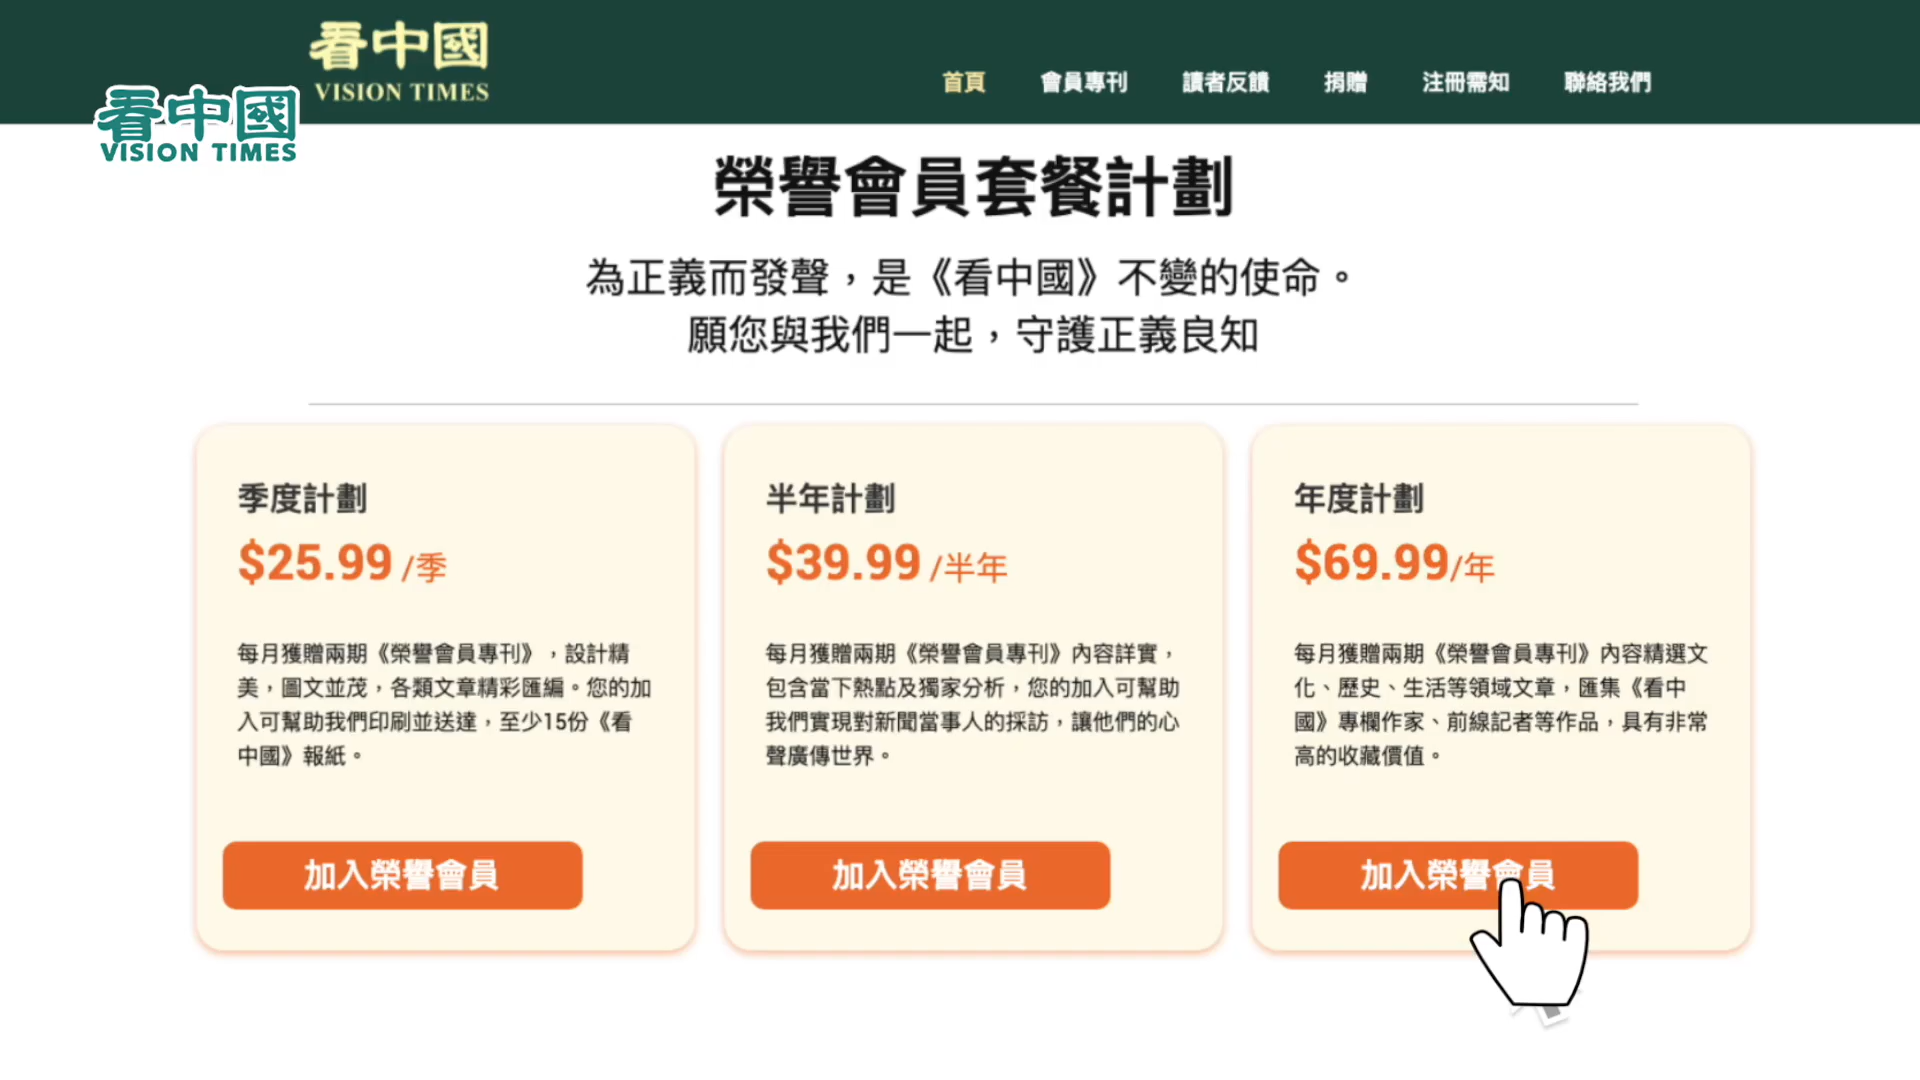 看中國
VISION TIMES
首頁 會員專刊 讀者反饋 捐贈 注冊需知 聯絡我們
看中國
VISION TIMES
榮譽會員套餐計劃
為正義而發聲，是《看中國》不變的使命。
願您與我們一起，守護正義良知
季度計劃
$25.99 /季
每月獲贈兩期《榮譽會員專刊》，設計精
美，圖文並茂，各類文章精彩匯編。您的加
入可幫助我們印刷並送達，至少15份《看
中國》報紙。
加入榮譽會員
半年計劃
$39.99 /半年
每月獲贈兩期《榮譽會員專刊》內容詳實，
包含當下熱點及獨家分析，您的加入可幫助
我們實現對新聞當事人的採訪，讓他們的心
聲廣傳世界。
加入榮譽會員
年度計劃
$69.99/年
每月獲贈兩期《榮譽會員專刊》內容精選文
化、歷史、生活等領域文章，匯集《看中
國》專欄作家、前線記者等作品，具有非常
高的收藏價值。
加入榮譽會員